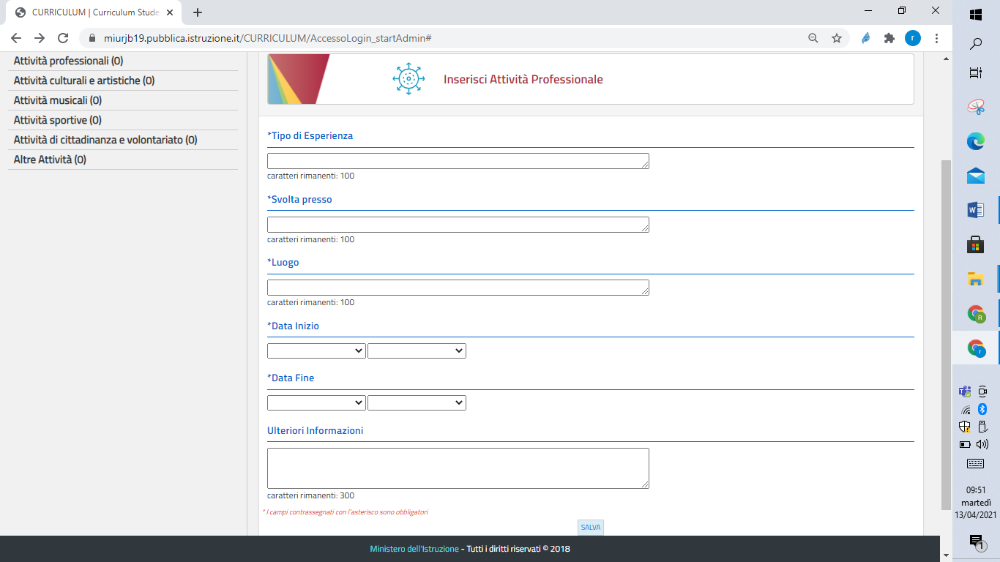 CURRICULUM | Curriculum Stude
miurjb19.pubblica.istruzione.it/CURRICULUM/AccessoLogin_startAdmin#
r
Attività professionali (0)
Attività culturali e artistiche (0)
Attività musicali (0)
Attività sportive (0)
Attività di cittadinanza e volontariato (0)
Altre Attività (0)
Inserisci Attività Professionale
*Tipo di Esperienza
caratteri rimanenti: 100
*Svolta presso
caratteri rimanenti: 100
*Luogo
caratteri rimanenti: 100
*Data Inizio
*Data Fine
Ulteriori Informazioni
caratteri rimanenti: 300
* I campi contrassegnati con l'asterisco sono obbligatori
SALVA
Ministero dell'Istruzione - Tutti i diritti riservati © 2018
W
R
r
T
09:51
martedì
13/04/2021
1